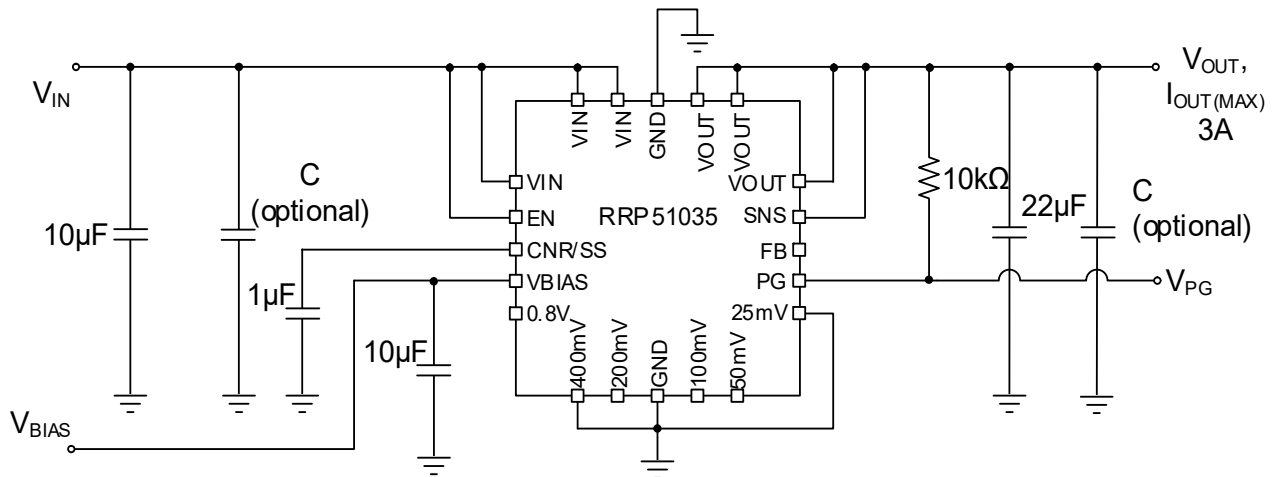 V_IN
10µF
C
(optional)
1µF
10µF
V_BIAS
VIN
VIN
GND
VOUT
VOUT
VIN
EN
CNR/SS
VBIAS
0.8V
RRP51035
VOUT
SNS
FB
PG
25mV
400mV
200mV
GND
100mV
50mV
10kΩ
22µF
C
(optional)
V_OUT,
I_OUT(MAX)
3A
V_PG